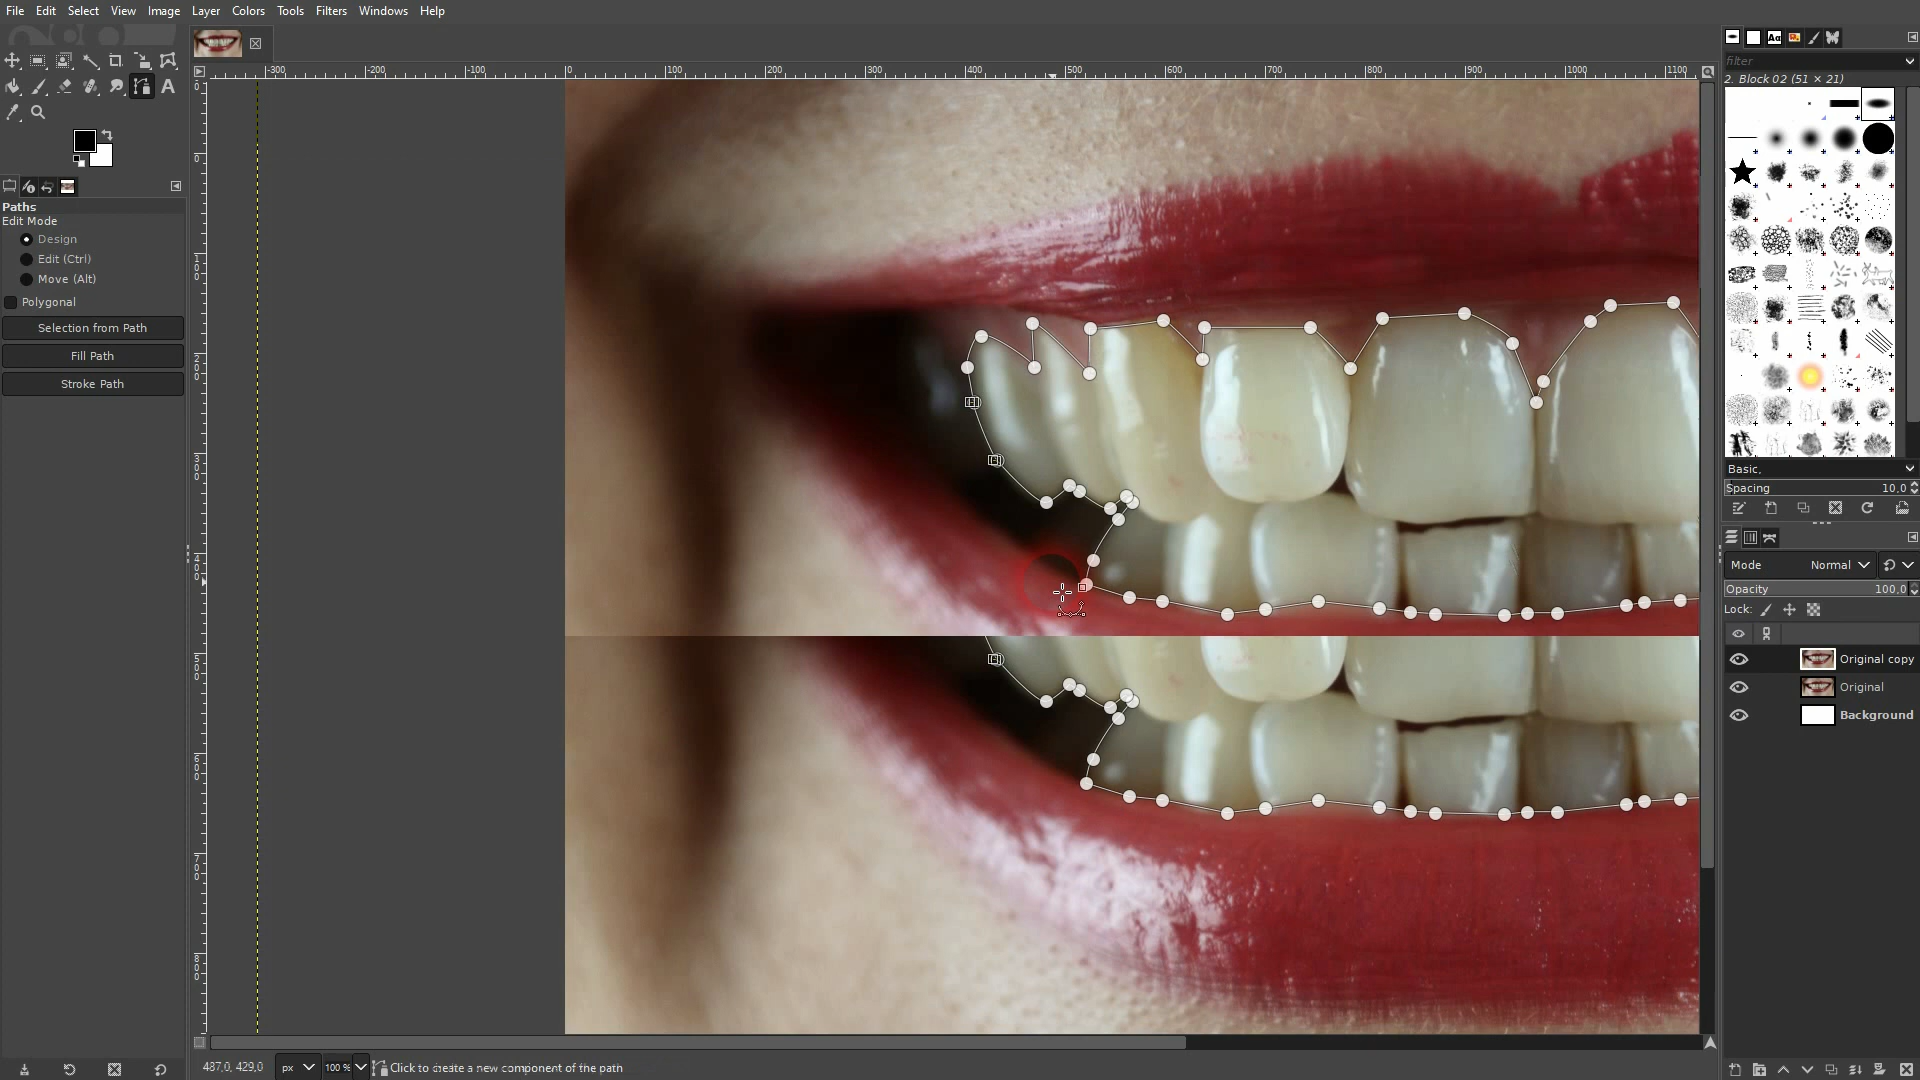 File Edit Select View Image Layer Colors Tools Filters Windows Help
-300 -200 -100 0 100 200 300 400 500 600 700 800 900 1000 1100
filter
2. Block 02 (51 × 21)
Paths
Edit Mode
Design
Edit (Ctrl)
Move (Alt)
Polygonal
Selection from Path
Fill Path
Stroke Path
Basic,
Spacing 10,0
Mode Normal
Opacity 100,0
Lock:
Original copy
Original
Background
487,0, 429,0 px 100 % Click to create a new component of the path